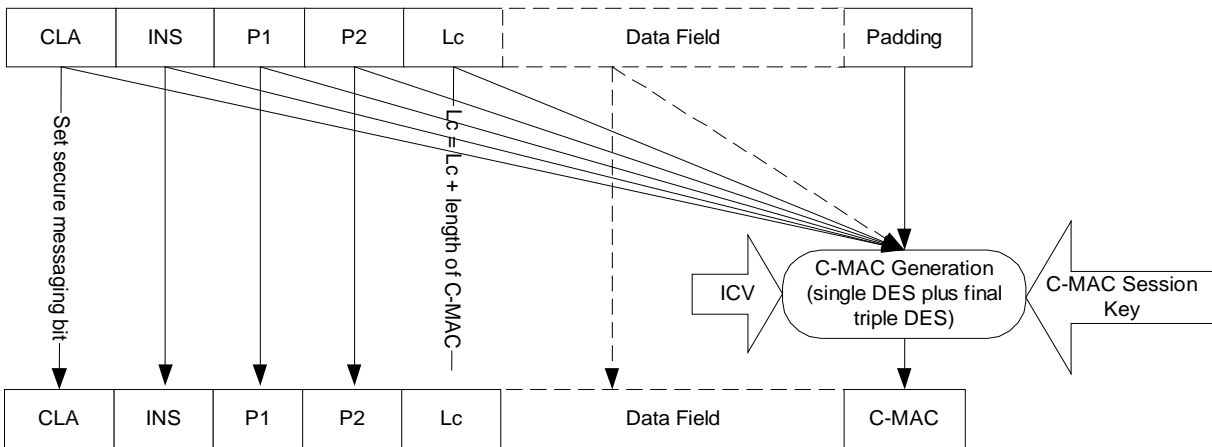 CLA
INS
P1
P2
Lc
Data Field
Padding
Set secure messaging bit
Lc = Lc + length of C-MAC
ICV
C-MAC Generation
(single DES plus final
triple DES)
C-MAC Session
Key
CLA
INS
P1
P2
Lc
Data Field
C-MAC